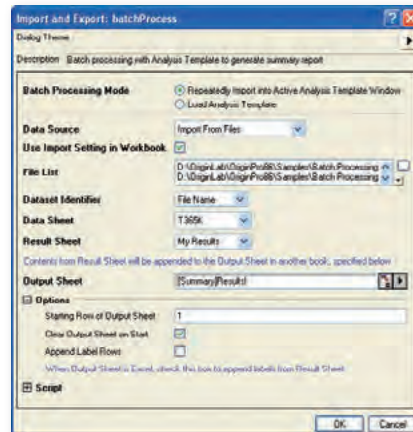 Import and Export: batchProcess
Dialog Theme
Description Batch processing with Analysis Template to generate summary report
Batch Processing Mode Repeatedly Import into Active Analysis Template Window
Load Analysis Template
Data Source Import From Files
Use Import Setting in Workbook
File List D:\OriginLab\OriginPro86\Samples\Batch Processing
D:\OriginLab\OriginPro86\Samples\Batch Processing
Dataset Identifier File Name
Data Sheet T365K
Result Sheet My Results
Contents from Result Sheet will be appended to the Output Sheet in another book, specified below
Output Sheet [Summary]Results!
Options
Starting Row of Output Sheet 1
Clear Output Sheet on Start
Append Label Rows
When Output Sheet is Excel, check this box to append labels from Result Sheet
Script
OK Cancel